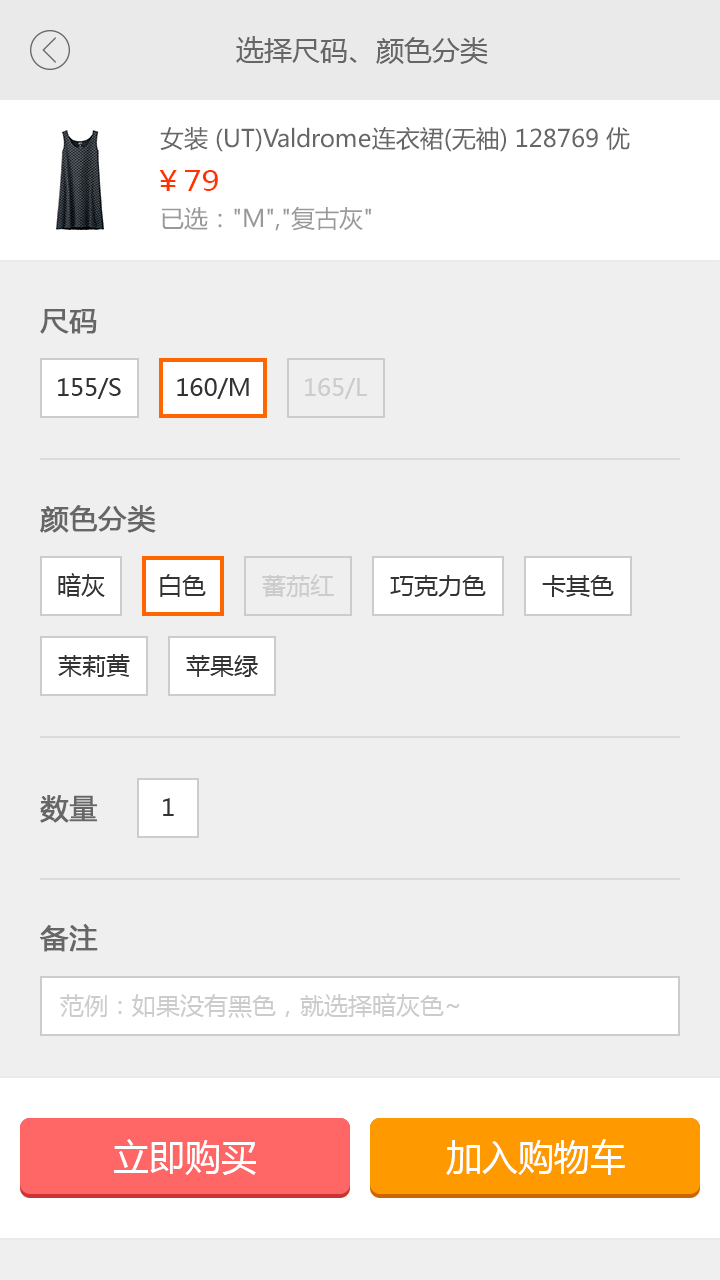 选择尺码、颜色分类
女装 (UT)Valdrome连衣裙(无袖) 128769 优
¥ 79
已选："M","复古灰"
尺码
155/S 160/M 165/L
颜色分类
暗灰 白色 蕃茄红 巧克力色 卡其色
茉莉黄 苹果绿
数量 1
备注
范例：如果没有黑色，就选择暗灰色~
立即购买 加入购物车